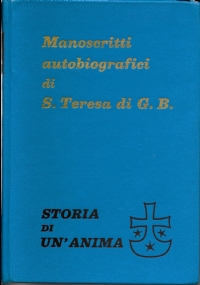 Manoscritti
autobiografici
di
S. Teresa di G. B.
STORIA
DI
UN'ANIMA